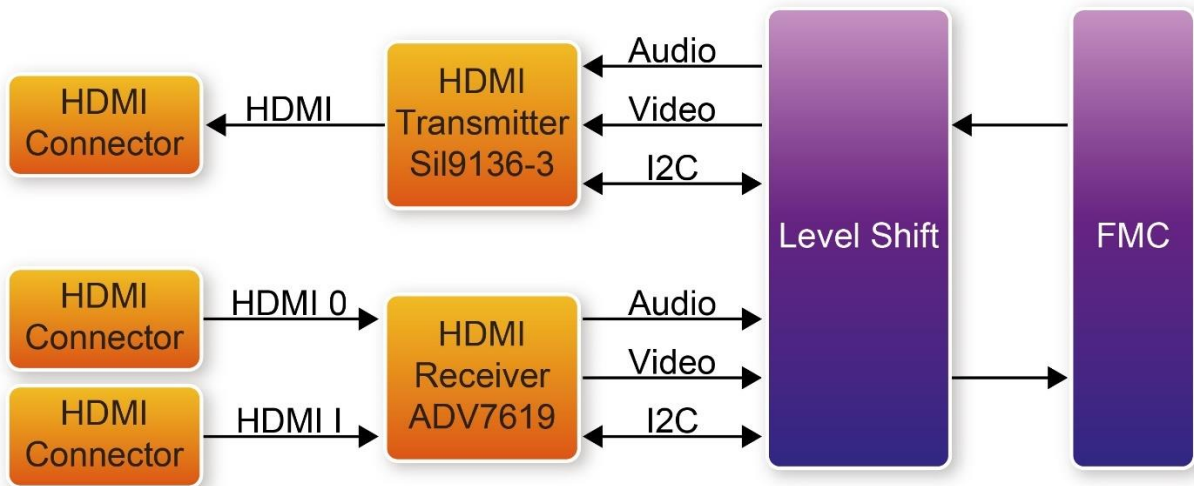 HDMI
Connector
HDMI
HDMI
Transmitter
Sil9136-3
Audio
Video
I2C
Level Shift
FMC
HDMI
Connector
HDMI 0
HDMI
Connector
HDMI I
HDMI
Receiver
ADV7619
Audio
Video
I2C